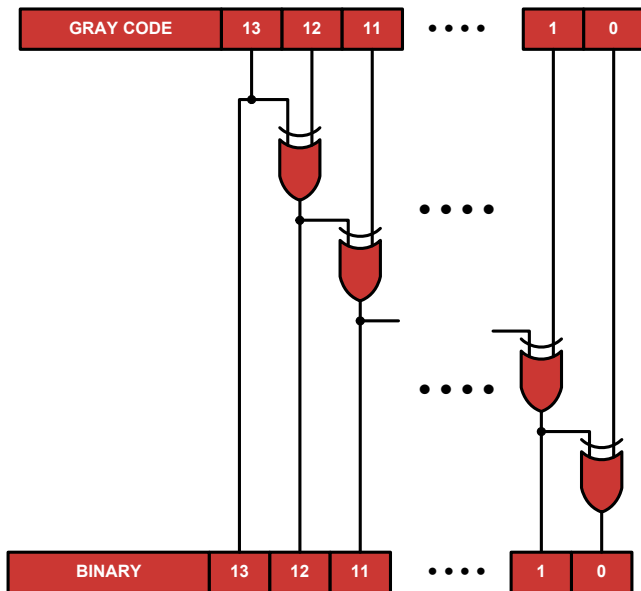 GRAY CODE 13 12 11 •••• 1 0
BINARY 13 12 11 •••• 1 0